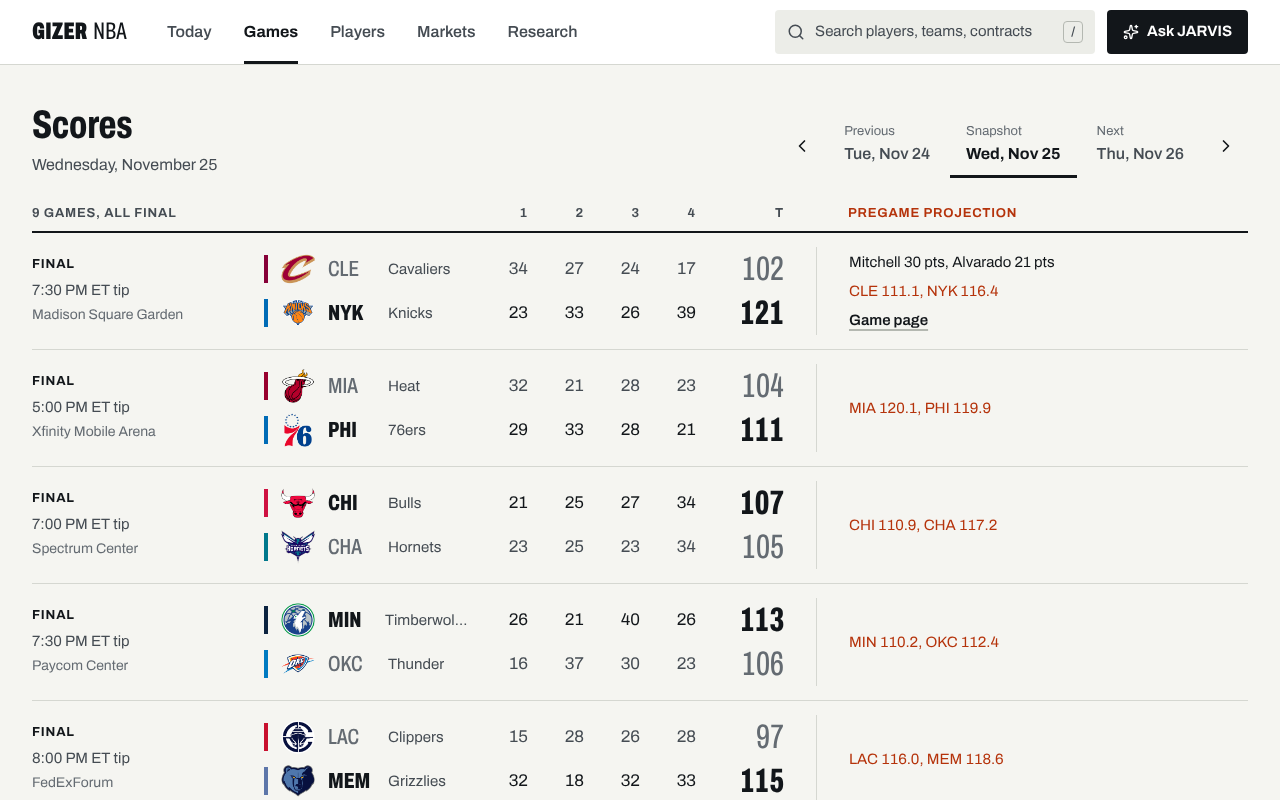 GIZER NBA Today Games Players Markets Research Search players, teams, contracts / Ask JARVIS
Scores
Wednesday, November 25
Previous Snapshot Next
Tue, Nov 24 Wed, Nov 25 Thu, Nov 26
9 GAMES, ALL FINAL 1 2 3 4 T PREGAME PROJECTION
FINAL
7:30 PM ET tip
Madison Square Garden
CLE Cavaliers 34 27 24 17 102
NYK Knicks 23 33 26 39 121
Mitchell 30 pts, Alvarado 21 pts
CLE 111.1, NYK 116.4
Game page
FINAL
5:00 PM ET tip
Xfinity Mobile Arena
MIA Heat 32 21 28 23 104
76 PHI 76ers 29 33 28 21 111
MIA 120.1, PHI 119.9
FINAL
7:00 PM ET tip
Spectrum Center
CHI Bulls 21 25 27 34 107
CHA Hornets 23 25 23 34 105
CHI 110.9, CHA 117.2
FINAL
7:30 PM ET tip
Paycom Center
MIN Timberwol... 26 21 40 26 113
OKC Thunder 16 37 30 23 106
MIN 110.2, OKC 112.4
FINAL
8:00 PM ET tip
FedExForum
LAC Clippers 15 28 26 28 97
MEM Grizzlies 32 18 32 33 115
LAC 116.0, MEM 118.6